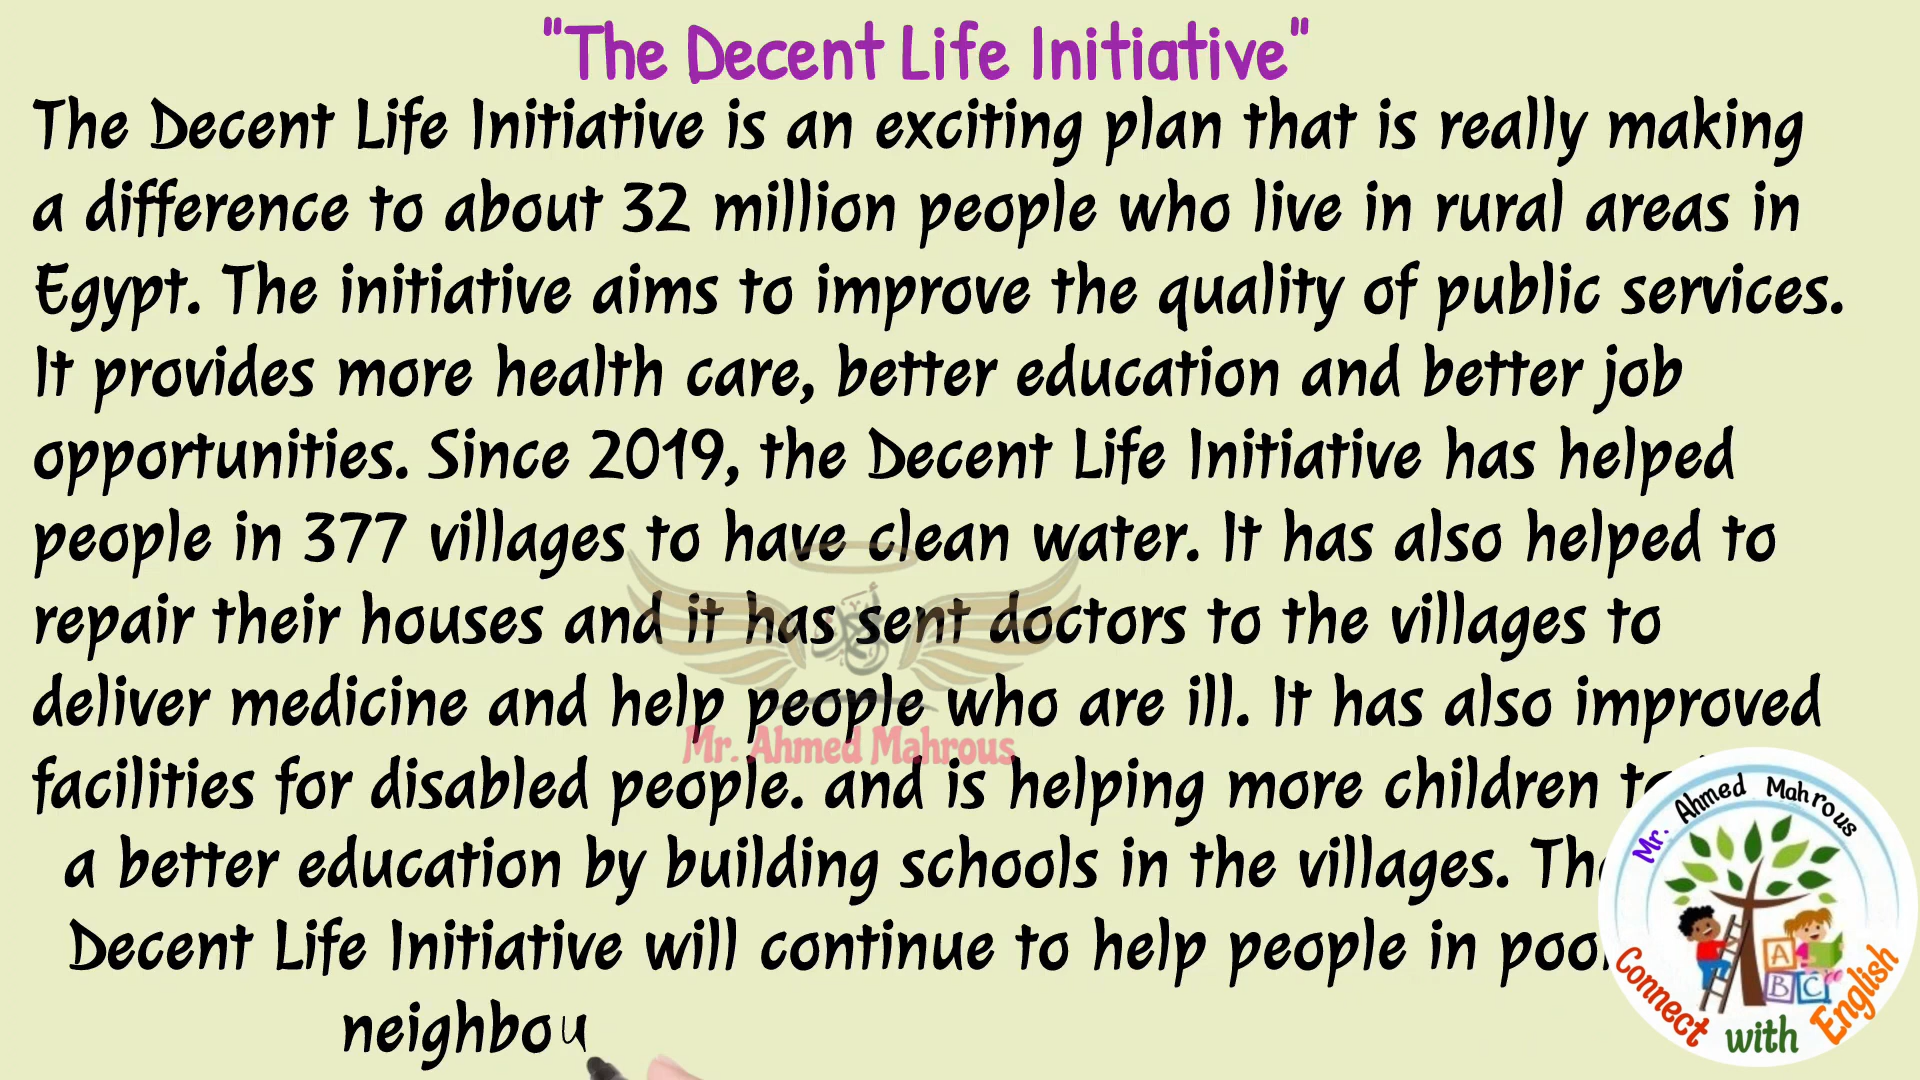 "The Decent Life Initiative"
The Decent Life Initiative is an exciting plan that is really making
a difference to about 32 million people who live in rural areas in
Egypt. The initiative aims to improve the quality of public services.
It provides more health care, better education and better job
opportunities. Since 2019, the Decent Life Initiative has helped
people in 377 villages to have clean water. It has also helped to
repair their houses and it has sent doctors to the villages to
deliver medicine and help people who are ill. It has also improved
facilities for disabled people. and is helping more children to
a better education by building schools in the villages. The
Decent Life Initiative will continue to help people in poo
neighbou
Mr. Ahmed Mahrous
Mr. Ahmed Mahrous
A
B C
Connect with English